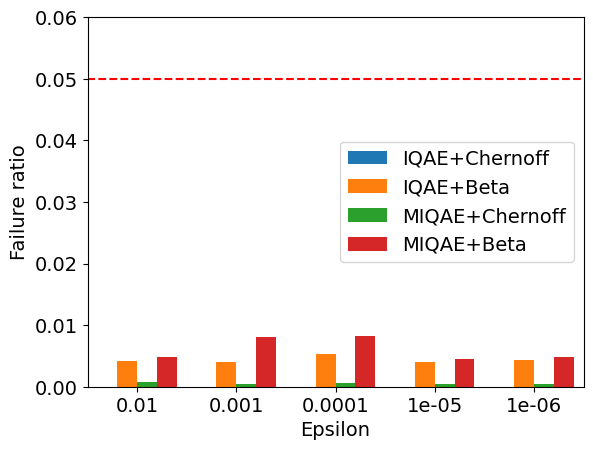 0.06
0.05
0.04
0.03
0.02
0.01
0.00
Failure ratio
IQAE+Chernoff
IQAE+Beta
MIQAE+Chernoff
MIQAE+Beta
0.01 0.001 0.0001 1e-05 1e-06
Epsilon